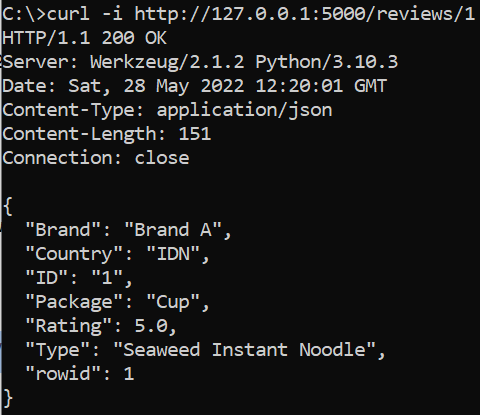 C:\>curl -i http://127.0.0.1:5000/reviews/1
HTTP/1.1 200 OK
Server: Werkzeug/2.1.2 Python/3.10.3
Date: Sat, 28 May 2022 12:20:01 GMT
Content-Type: application/json
Content-Length: 151
Connection: close

{
  "Brand": "Brand A",
  "Country": "IDN",
  "ID": "1",
  "Package": "Cup",
  "Rating": 5.0,
  "Type": "Seaweed Instant Noodle",
  "rowid": 1
}